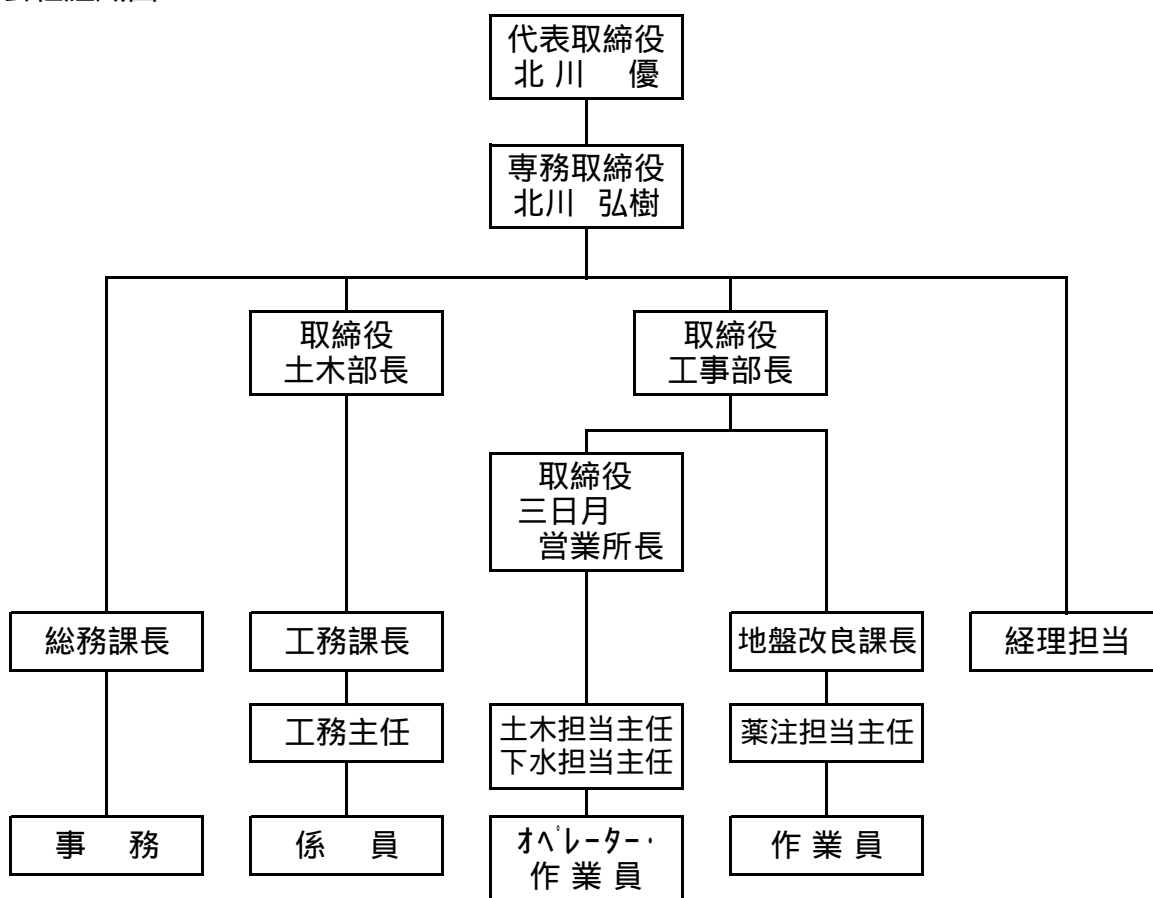 代表取締役
北川 優
専務取締役
北川 弘樹
取締役
土木部長
取締役
工事部長
取締役
三日月
営業所長
総務課長
工務課長
地盤改良課長
経理担当
工務主任
土木担当主任
下水担当主任
薬注担当主任
事 務
係 員
ｵﾍﾟﾚｰﾀｰ・
作業員
作業員